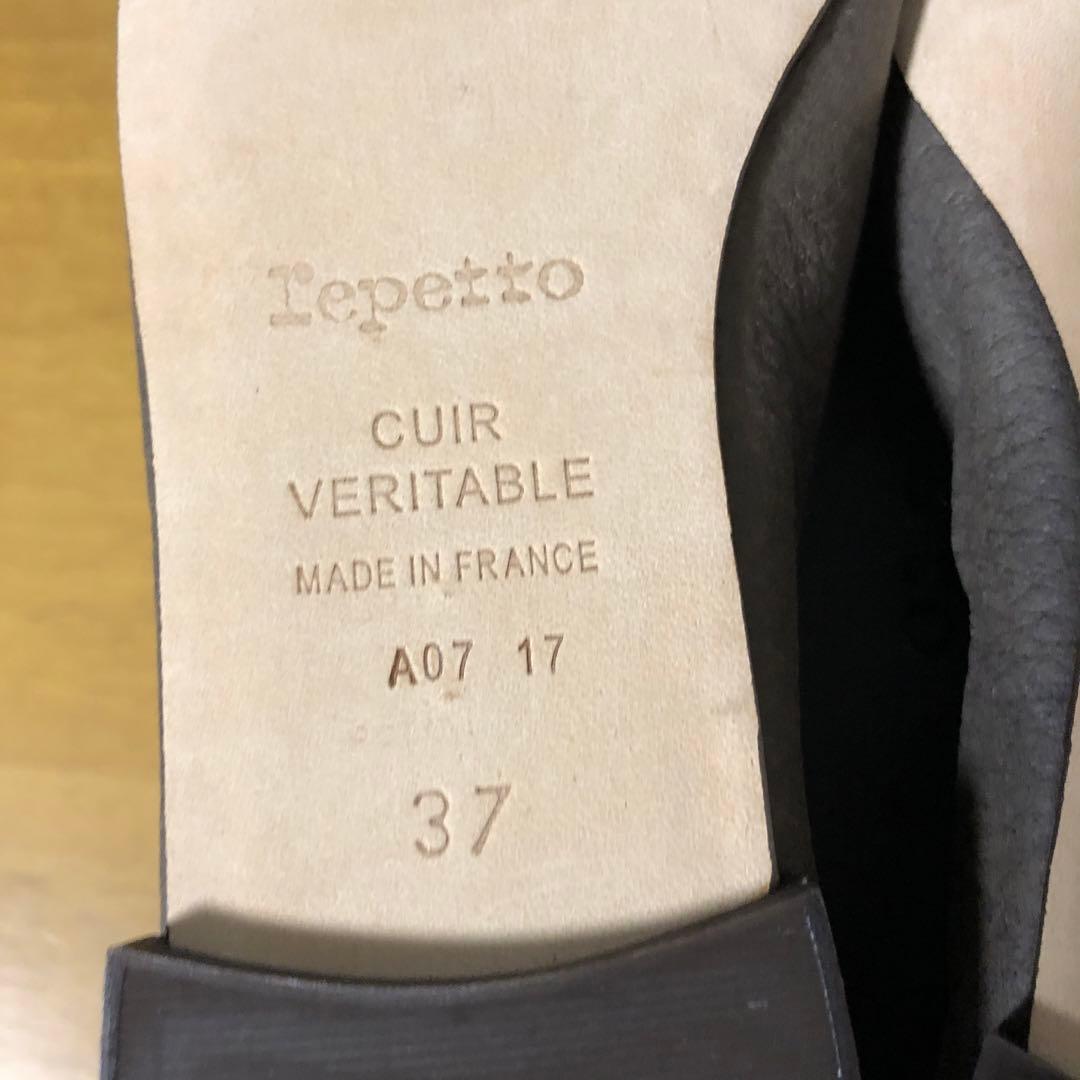 repetto
CUIR
VERITABLE
MADE IN FRANCE
A07 17
37